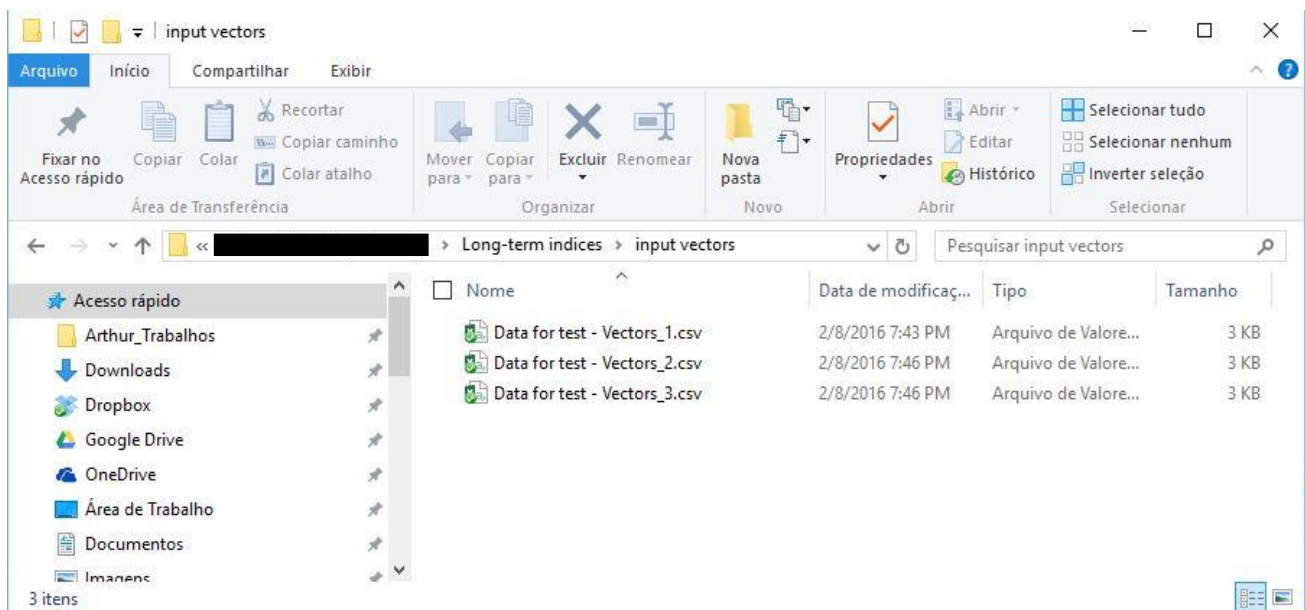 input vectors
Arquivo Início Compartilhar Exibir
Fixar no Acesso rápido
Copiar
Colar
Recortar
Copiar caminho
Colar atalho
Área de Transferência
Mover para
Copiar para
Excluir
Renomear
Organizar
Nova pasta
Novo
Propriedades
Abrir
Editar
Histórico
Abrir
Selecionar tudo
Selecionar nenhum
Inverter seleção
Selecionar
« > Long-term indices > input vectors
Pesquisar input vectors
Nome Data de modificaç... Tipo Tamanho
Data for test - Vectors_1.csv 2/8/2016 7:43 PM Arquivo de Valore... 3 KB
Data for test - Vectors_2.csv 2/8/2016 7:46 PM Arquivo de Valore... 3 KB
Data for test - Vectors_3.csv 2/8/2016 7:46 PM Arquivo de Valore... 3 KB
Acesso rápido
Arthur_Trabalhos
Downloads
Dropbox
Google Drive
OneDrive
Área de Trabalho
Documentos
Imagens
3 itens